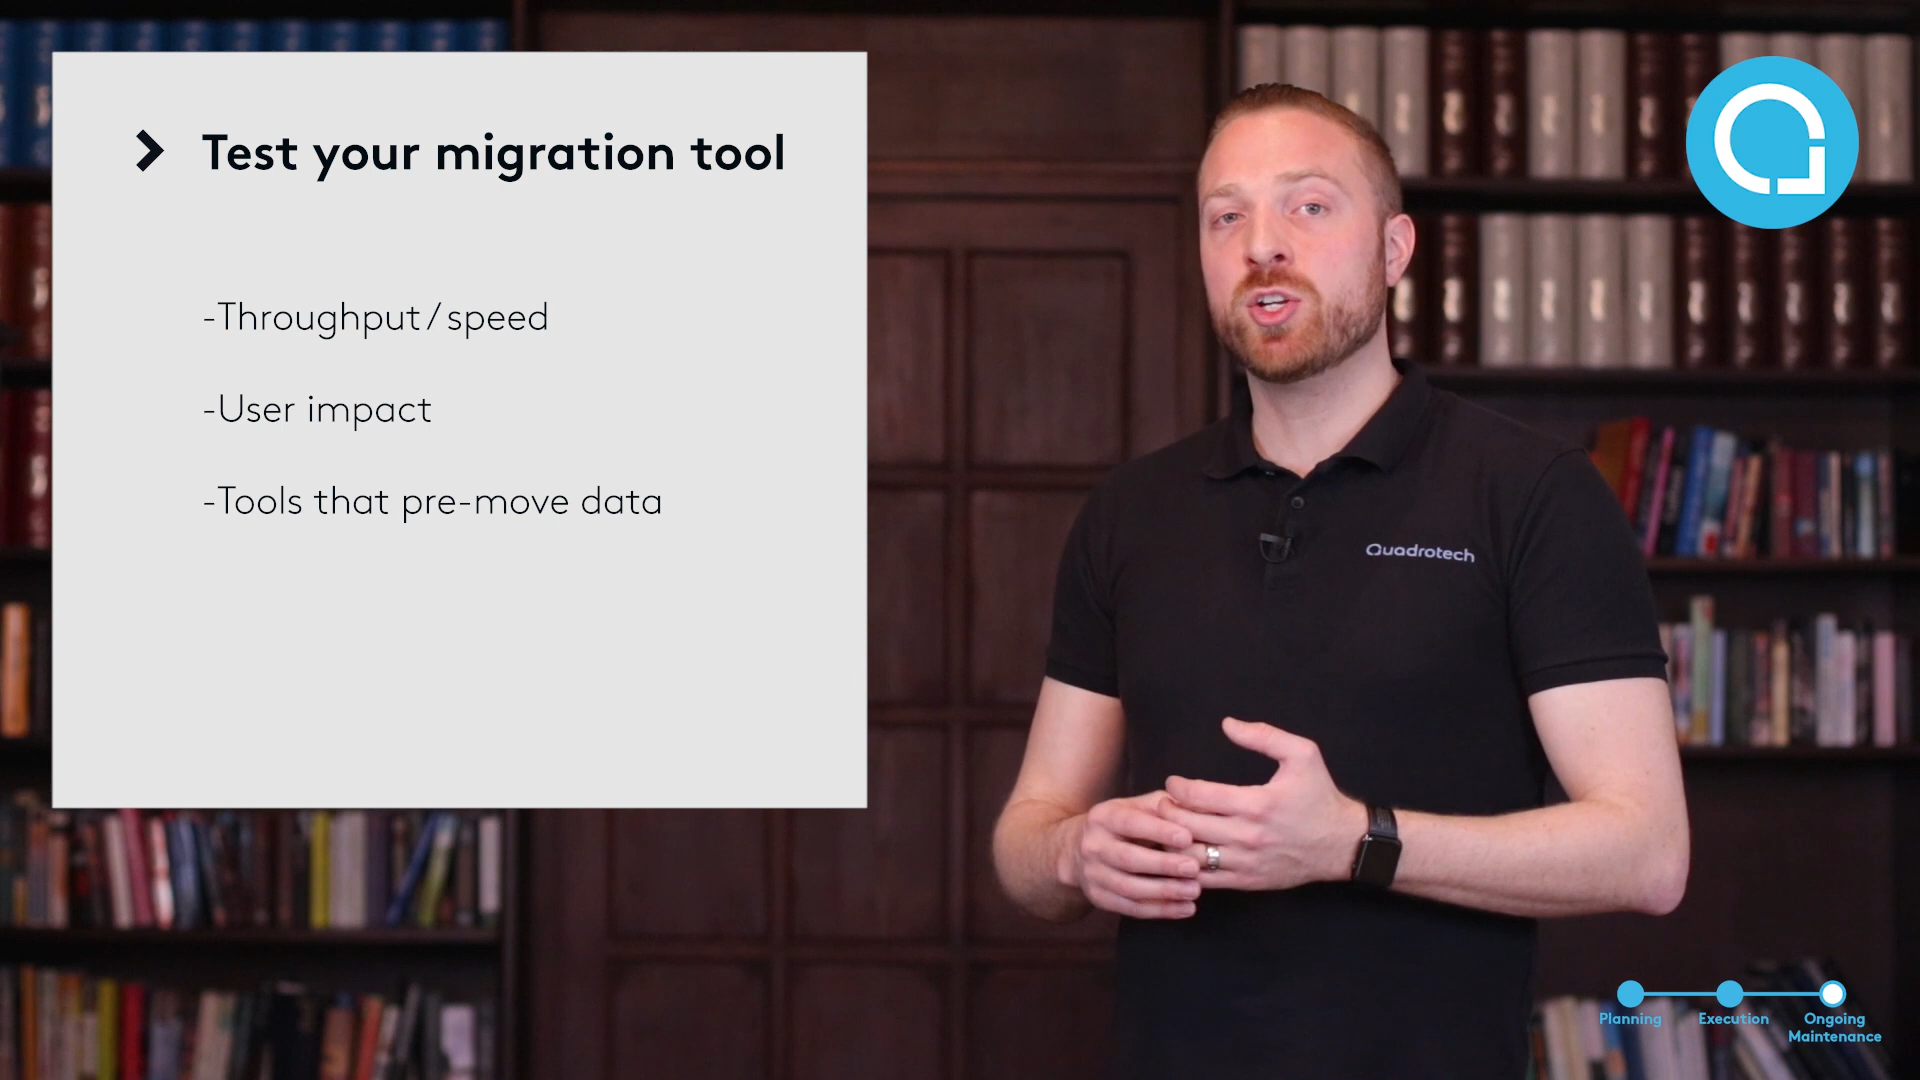 Test your migration tool
-Throughput / speed
-User impact
-Tools that pre-move data
Quadrotech
Planning
Execution
Ongoing
Maintenance